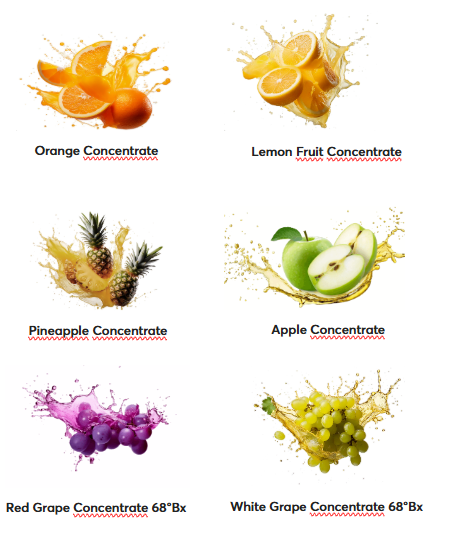 Orange Concentrate
Lemon Fruit Concentrate
Pineapple Concentrate
Apple Concentrate
Red Grape Concentrate 68°Bx
White Grape Concentrate 68°Bx